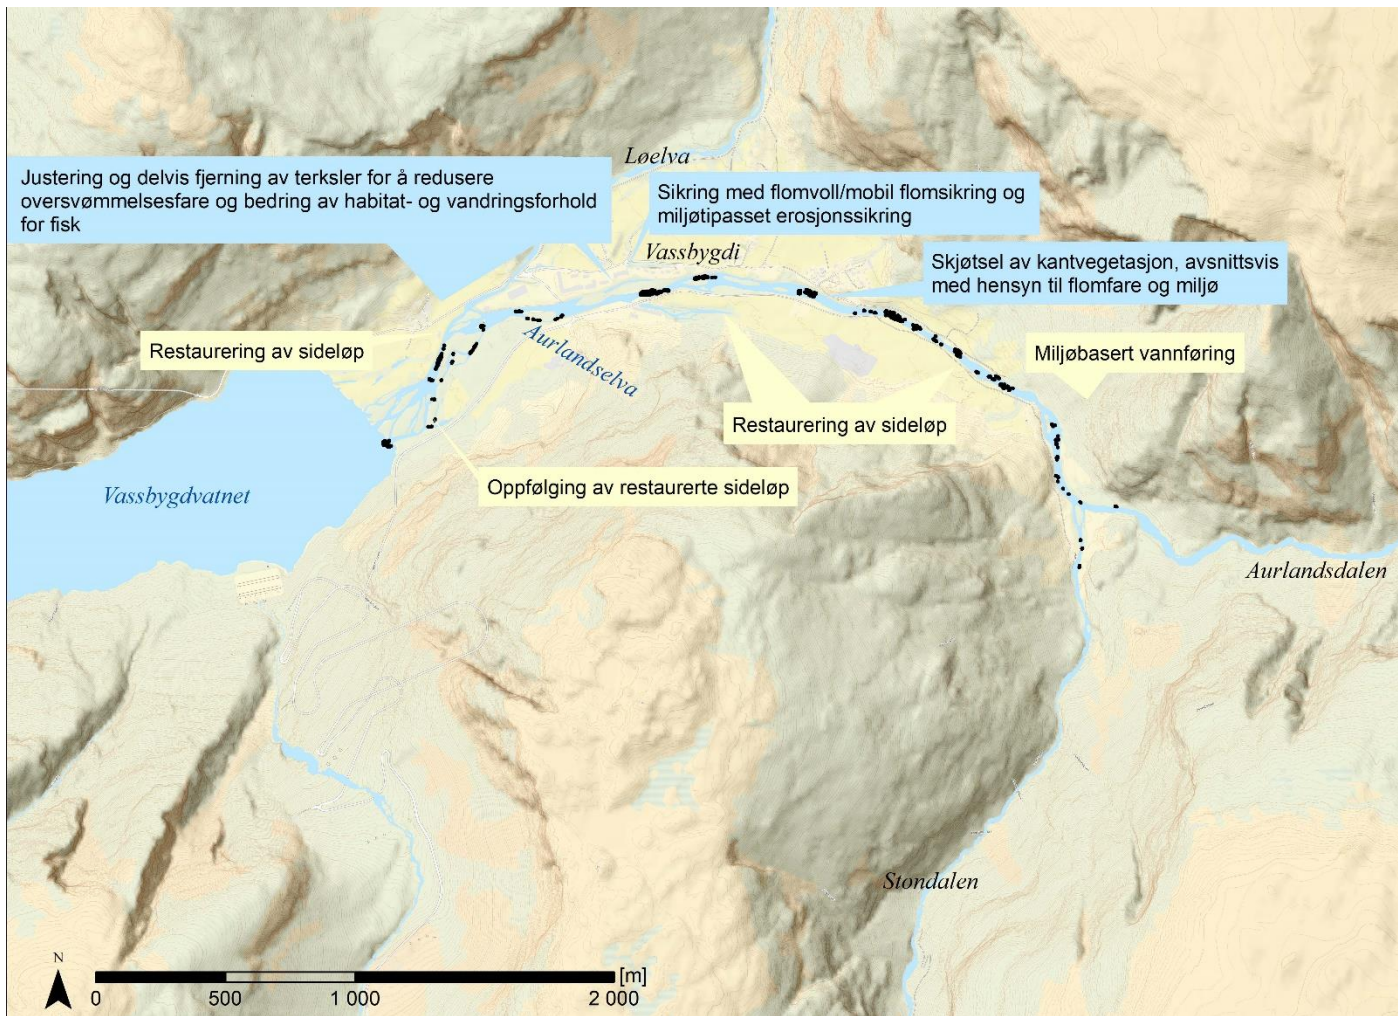 Løelva
Justering og delvis fjerning av terksler for å redusere
oversvømmelsesfare og bedring av habitat- og vandringsforhold
for fisk
Sikring med flomvoll/mobil flomsikring og
miljøtipasset erosjonssikring
Vassbygdi
Skjøtsel av kantvegetasjon, avsnittsvis
med hensyn til flomfare og miljø
Restaurering av sideløp
Aurlandselva
Miljøbasert vannføring
Restaurering av sideløp
Oppfølging av restaurerte sideløp
Vassbygdvatnet
Aurlandsdalen
Stondalen
N
[m]
0 500 1 000 2 000